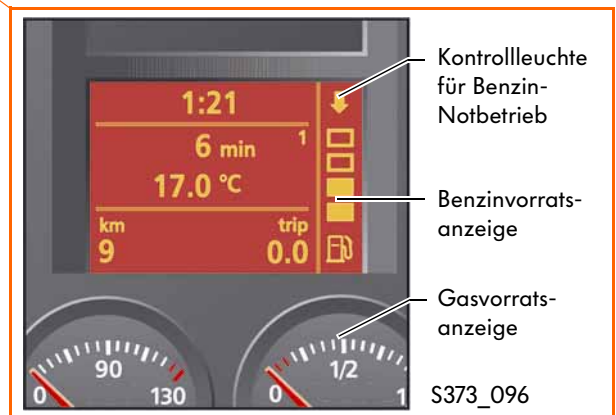 1:21
6 min 1
17.0 °C
km trip
9 0.0
Kontrollleuchte
für Benzin-
Notbetrieb
Benzinvorrats-
anzeige
Gasvorrats-
anzeige
0 90 130
0 1/2 1
S373_096